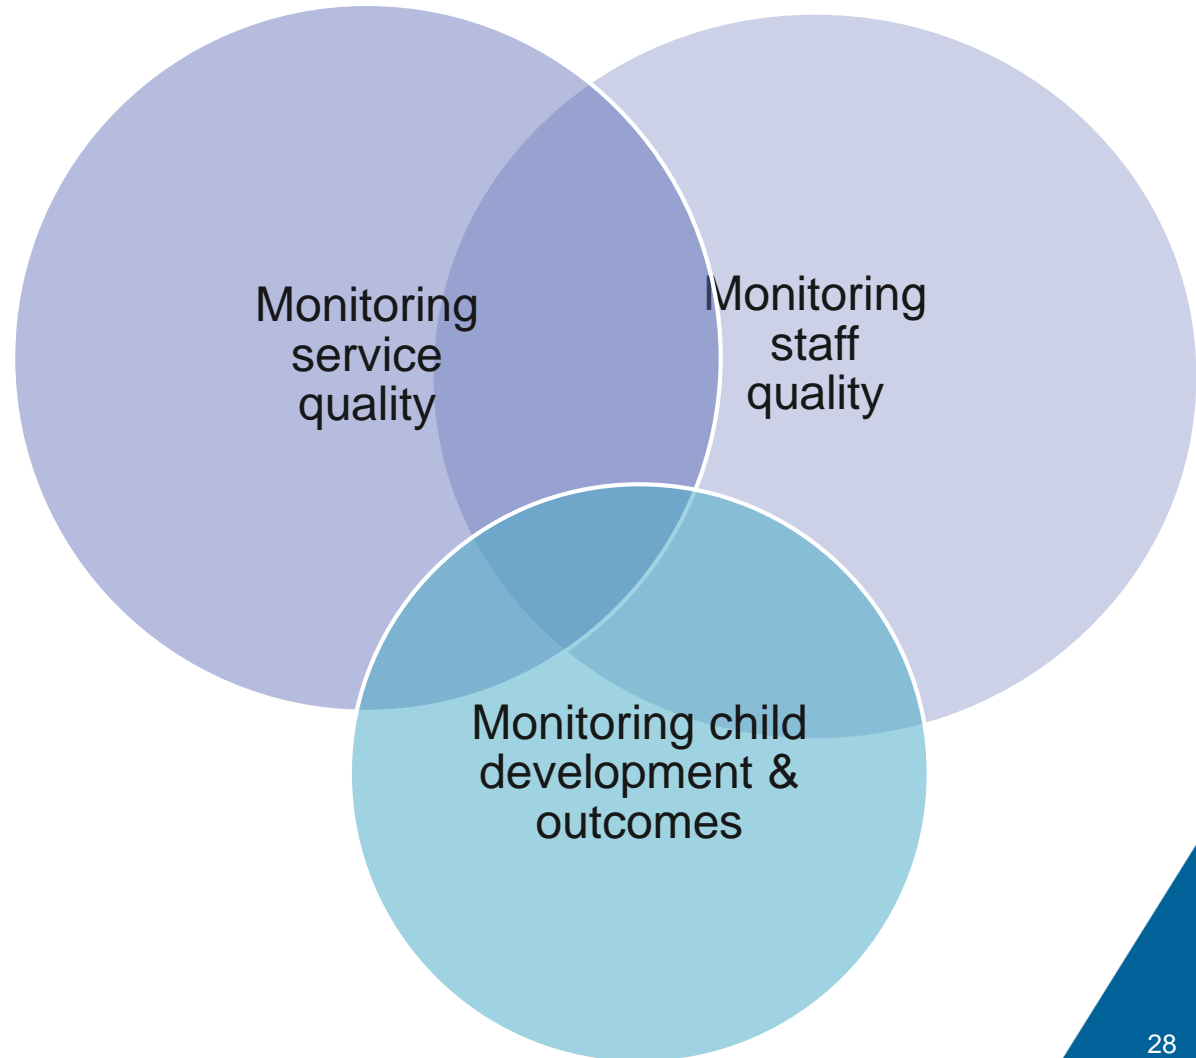 Monitoring
service
quality
Monitoring
staff
quality
Monitoring child
development &
outcomes
28